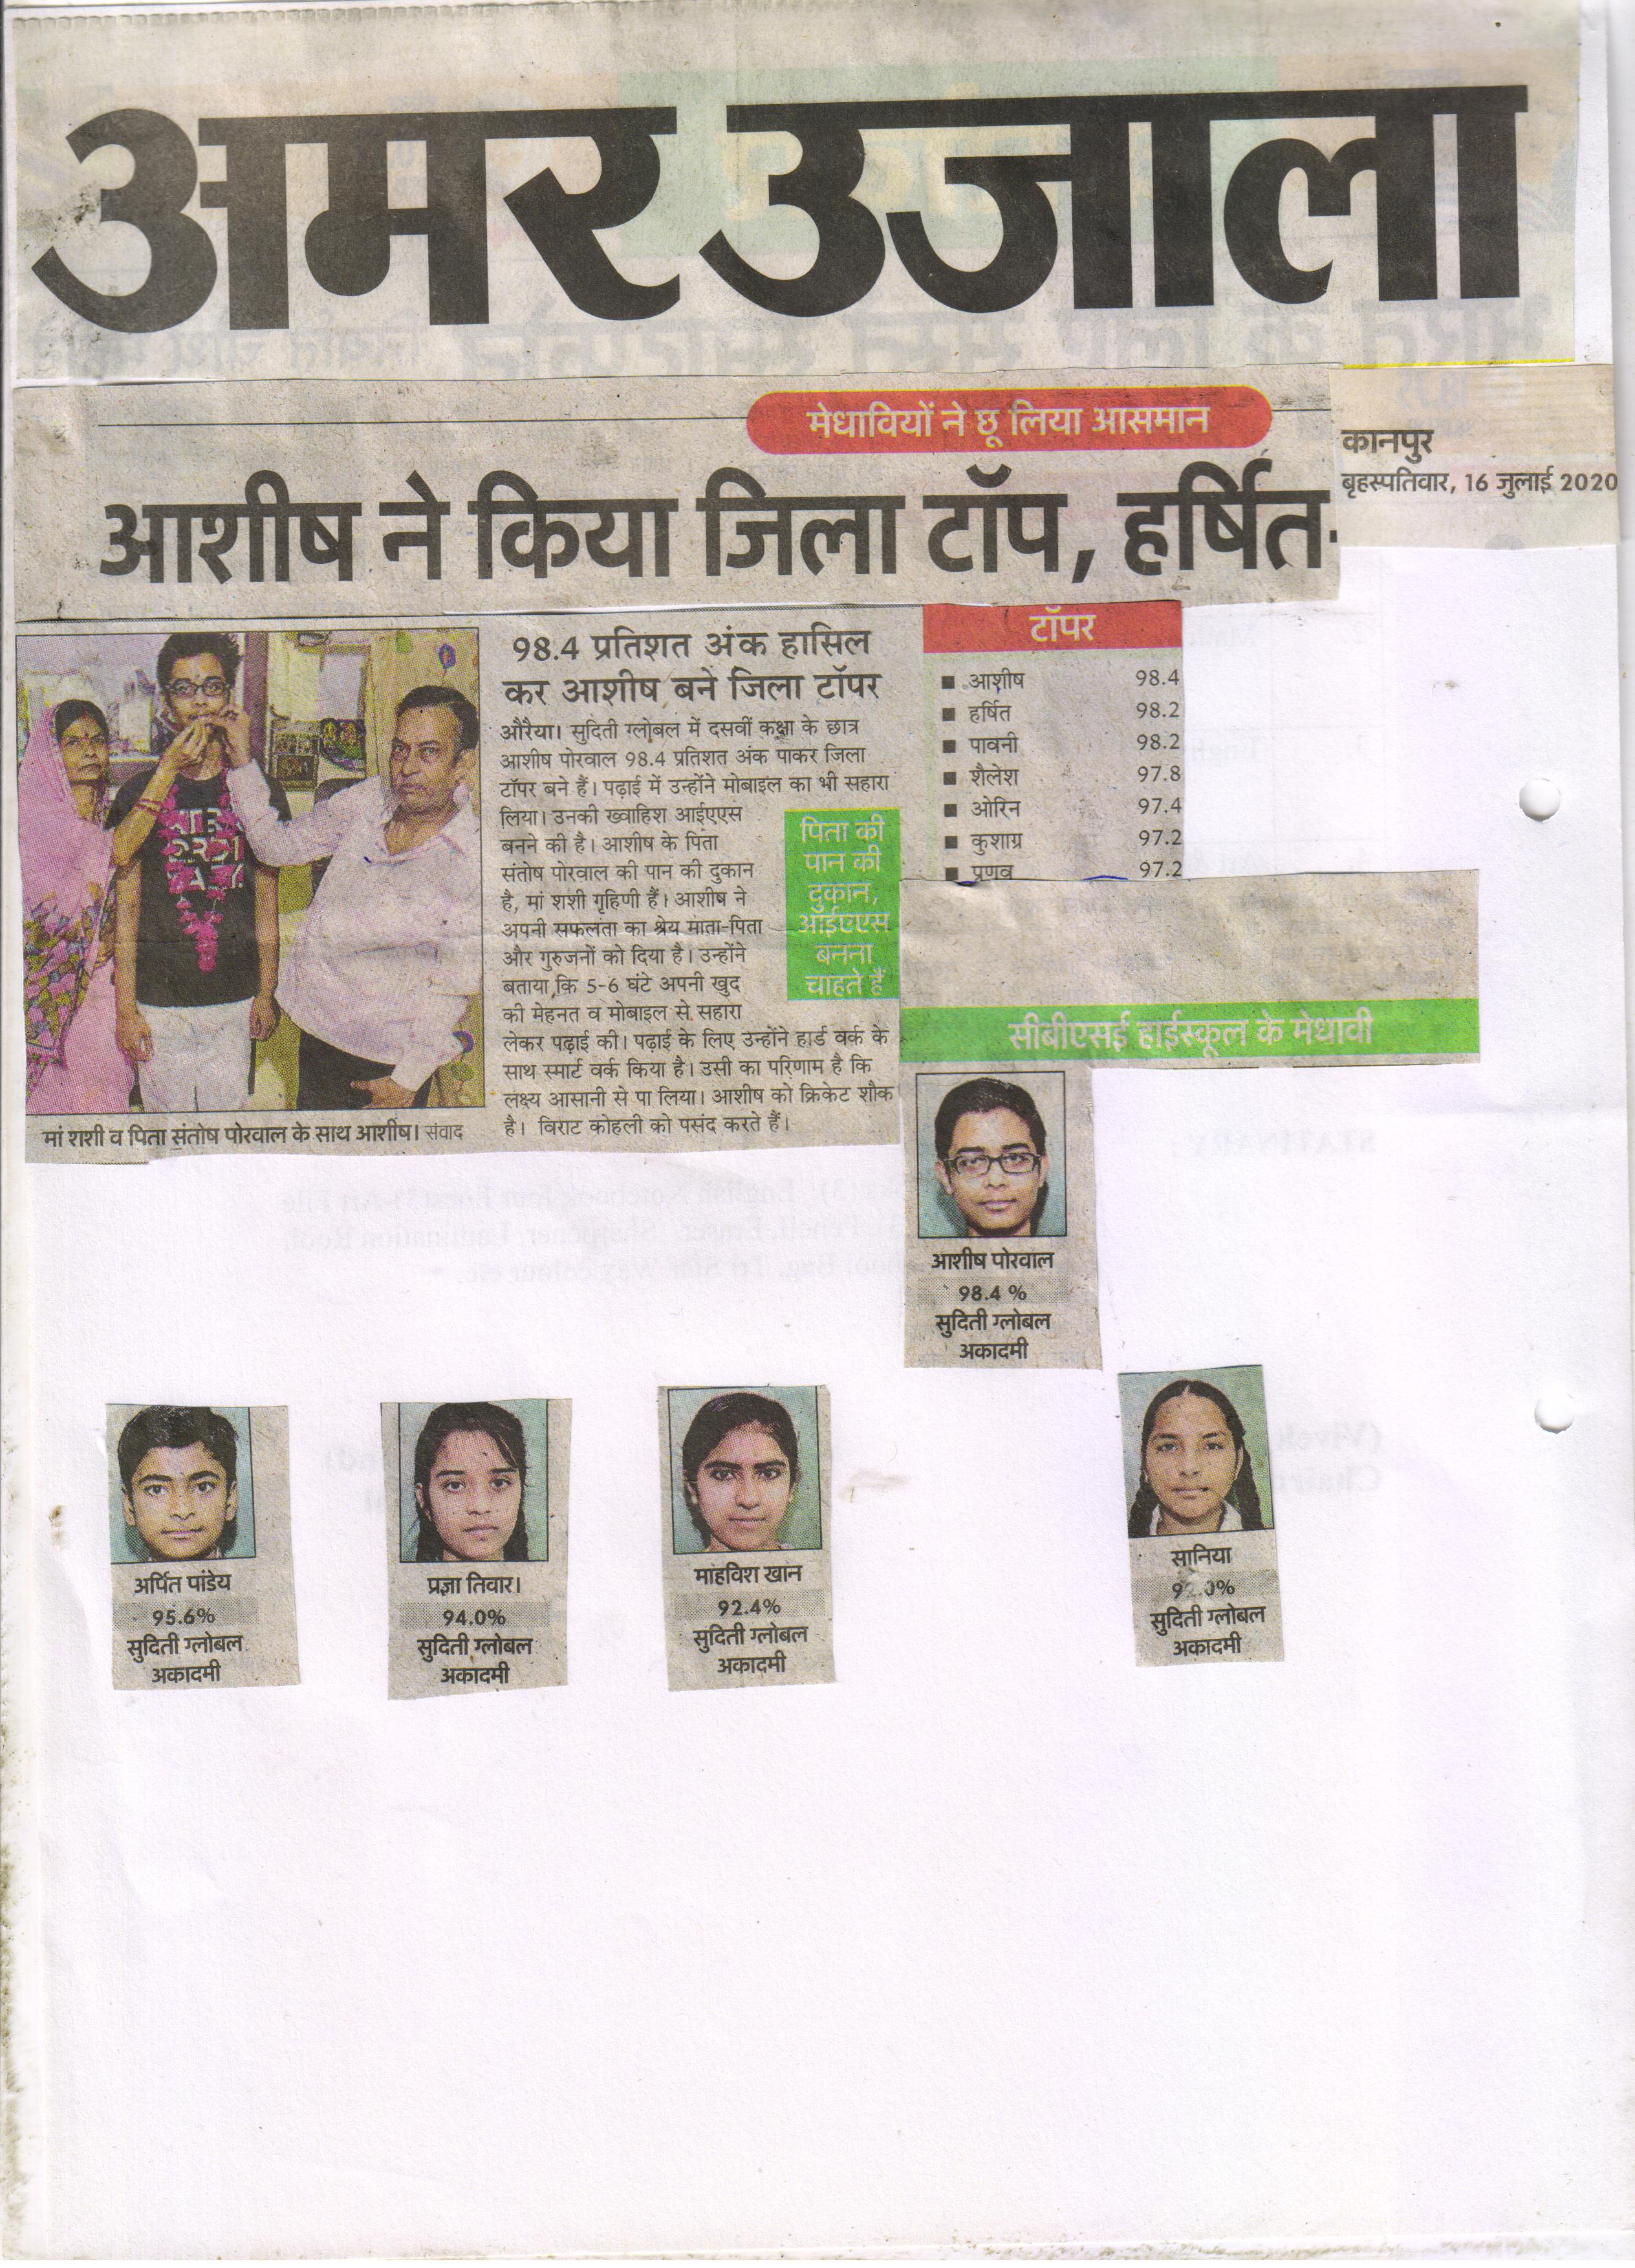 अमर उजाला
मेधावियों ने छू लिया आसमान
कानपुर
बृहस्पतिवार, 16 जुलाई 2020
आशीष ने किया जिला टॉप, हर्षित-
98.4 प्रतिशत अंक हासिल
कर आशीष बने जिला टॉपर
औरैया। सुदिती ग्लोबल में दसवीं कक्षा के छात्र
आशीष पोरवाल 98.4 प्रतिशत अंक पाकर जिला
टॉपर बने हैं। पढ़ाई में उन्होंने मोबाइल का भी सहारा
लिया। उनकी ख्वाहिश आईएएस
बनने की है। आशीष के पिता
संतोष पोरवाल की पान की दुकान
है, मां शशी गृहिणी हैं। आशीष ने
अपनी सफलता का श्रेय माता-पिता
और गुरुजनों को दिया है। उन्होंने
बताया कि 5-6 घंटे अपनी खुद
की मेहनत व मोबाइल से सहारा
लेकर पढ़ाई की। पढ़ाई के लिए उन्होंने हार्ड वर्क के
साथ स्मार्ट वर्क किया है। उसी का परिणाम है कि
लक्ष्य आसानी से पा लिया। आशीष को क्रिकेट शौक
है। विराट कोहली को पसंद करते हैं।
पिता की
पान की
दुकान,
आईएएस
बनना
चाहते हैं
मां शशी व पिता संतोष पोरवाल के साथ आशीष। संवाद
टॉपर
■ आशीष 98.4
■ हर्षित 98.2
■ पावनी 98.2
■ शैलेश 97.8
■ ओरिन 97.4
■ कुशाग्र 97.2
■ प्रणव 97.2
सीबीएसई हाईस्कूल के मेधावी
आशीष पोरवाल
98.4 %
सुदिती ग्लोबल
अकादमी
अर्पित पांडेय
95.6%
सुदिती ग्लोबल
अकादमी
प्रज्ञा तिवारी
94.0%
सुदिती ग्लोबल
अकादमी
माहविश खान
92.4%
सुदिती ग्लोबल
अकादमी
सानिया
सुदिती ग्लोबल
अकादमी